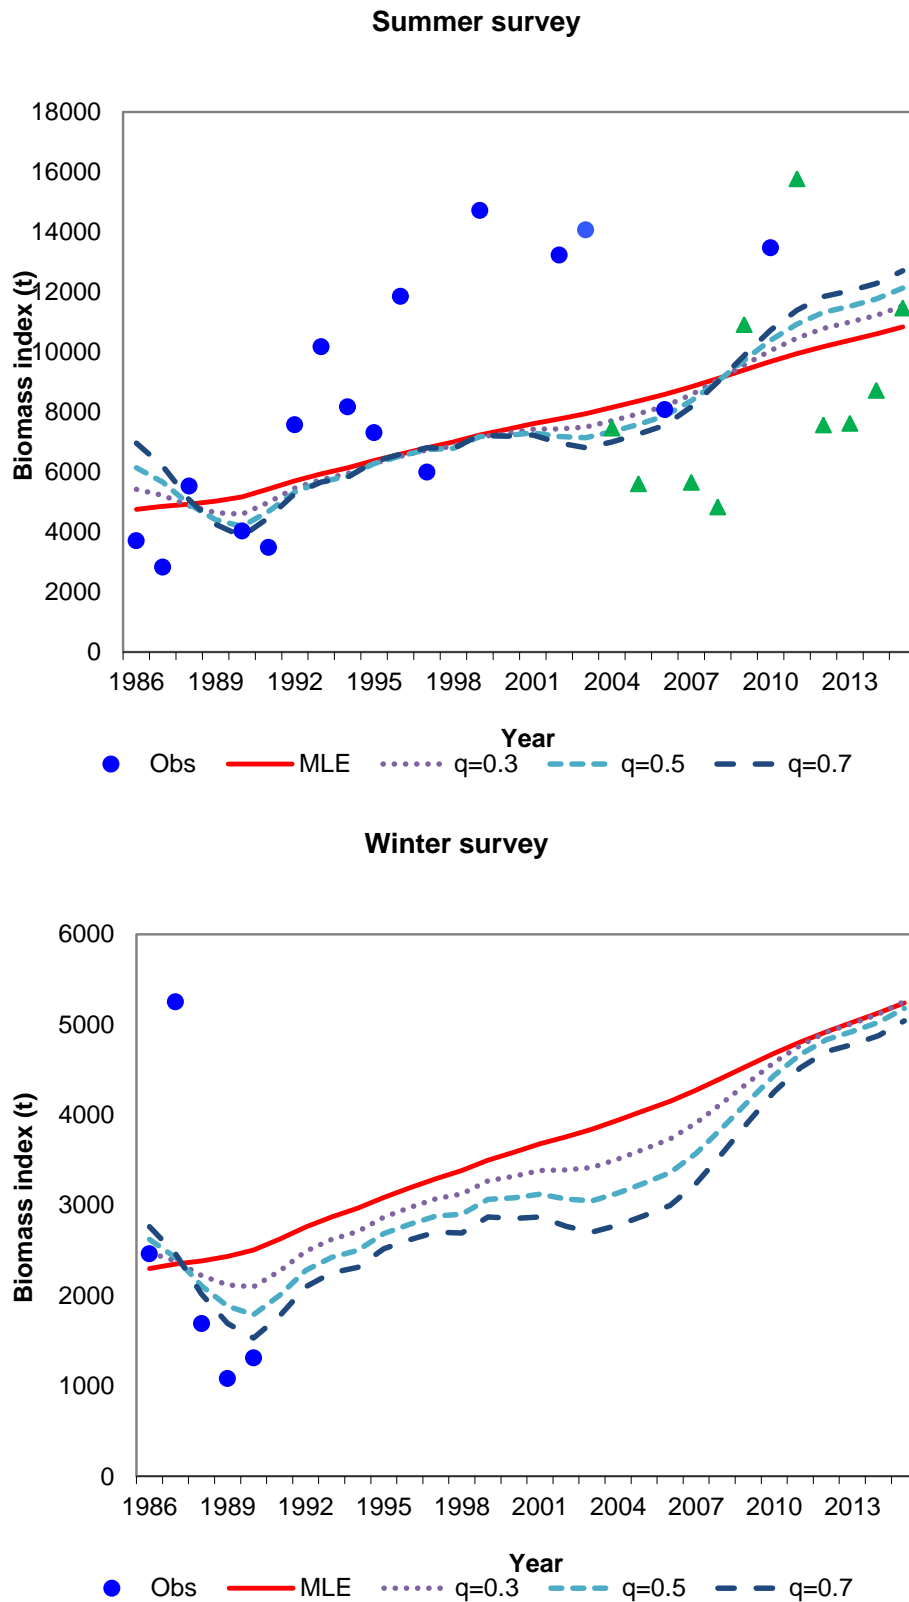 Summer survey
18000
16000
14000
12000
10000
8000
6000
4000
2000
0
Biomass index (t)
1986 1989 1992 1995 1998 2001 2004 2007 2010 2013
Year
Obs MLE q=0.3 q=0.5 q=0.7
Winter survey
6000
5000
4000
3000
2000
1000
0
Biomass index (t)
1986 1989 1992 1995 1998 2001 2004 2007 2010 2013
Year
Obs MLE q=0.3 q=0.5 q=0.7